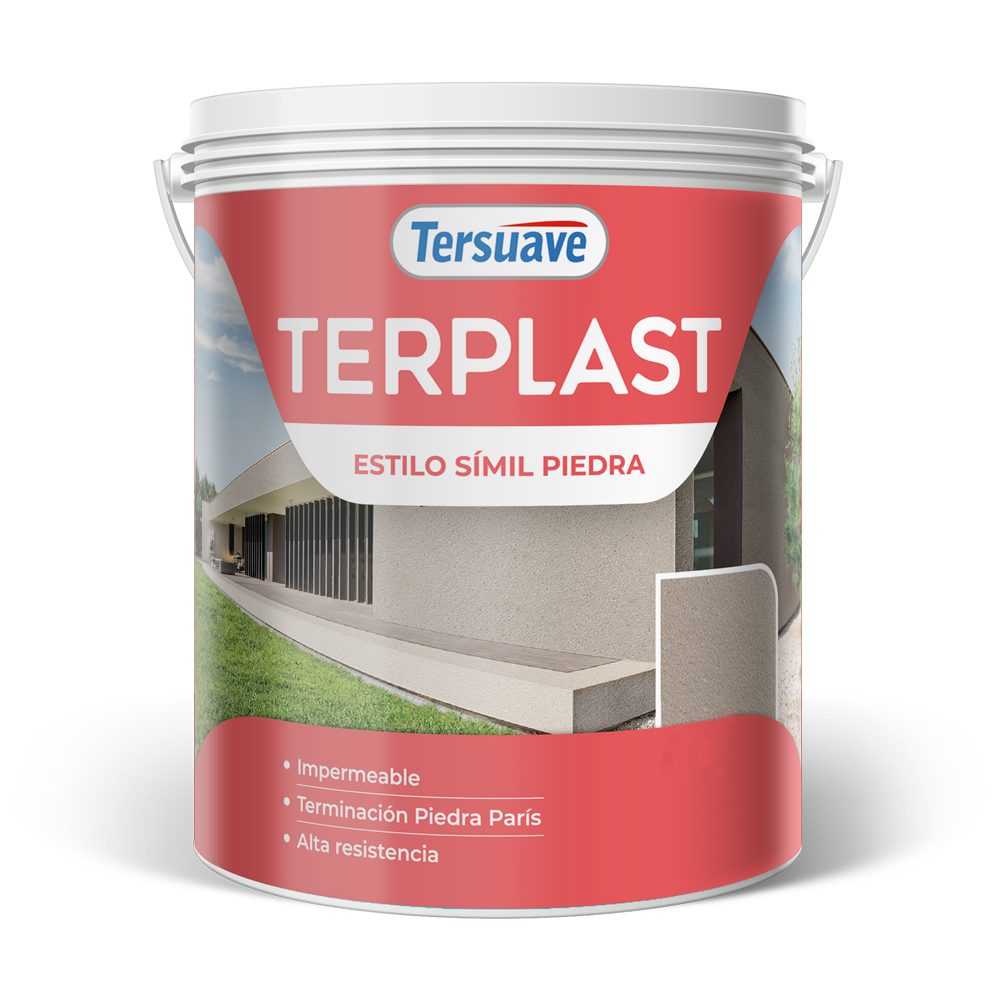 Tersuave
TERPLAST
ESTILO SÍMIL PIEDRA
• Impermeable
• Terminación Piedra París
• Alta resistencia